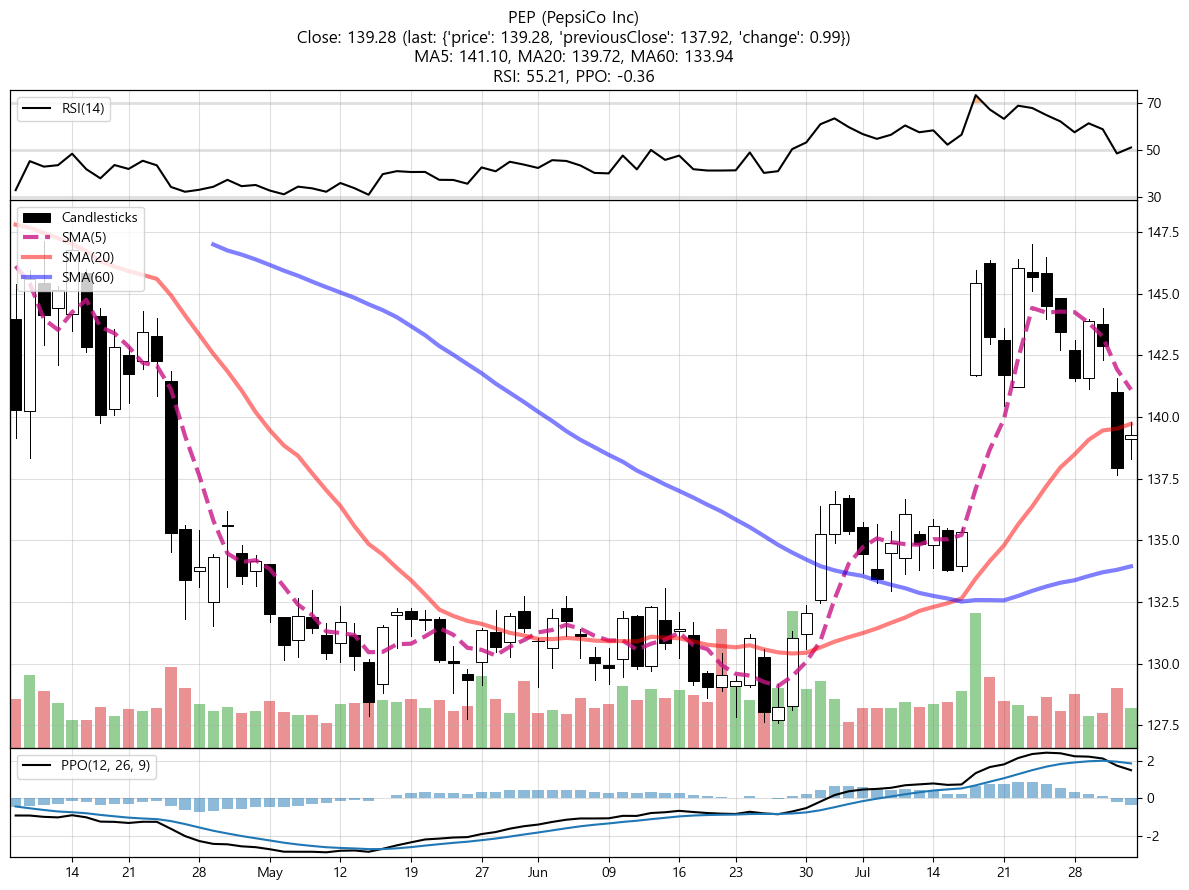 PEP (PepsiCo Inc)
Close: 139.28 (last: {'price': 139.28, 'previousClose': 137.92, 'change': 0.99})
MA5: 141.10, MA20: 139.72, MA60: 133.94
RSI: 55.21, PPO: -0.36
RSI(14)
70
50
30
Candlesticks
SMA(5)
SMA(20)
SMA(60)
147.5
145.0
142.5
140.0
137.5
135.0
132.5
130.0
127.5
PPO(12, 26, 9)
2
0
-2
14 21 28 May 12 19 27 Jun 09 16 23 30 Jul 14 21 28